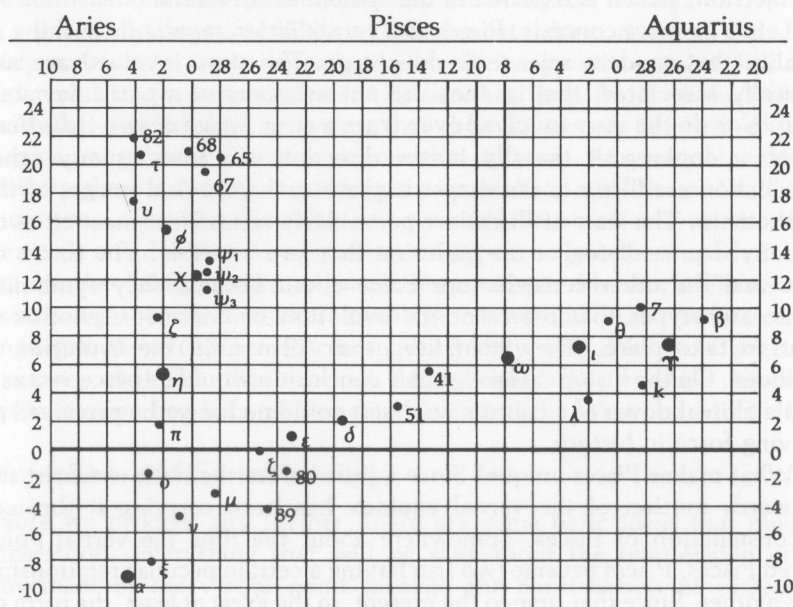 Aries Pisces Aquarius
10 8 6 4 2 0 28 26 24 22 20 18 16 14 12 10 8 6 4 2 0 28 26 24 22 20
24 24
22 82 68 65 22
20 τ 67 20
18 υ 18
16 φ 16
14 ψ1 14
12 χ ψ2 12
ψ3
10 ζ 7 θ β 10
8 ι γ 8
6 η 41 ω 6
4 51 λ k 4
2 π δ 2
0 ε 0
ζ 80
-2 ο -2
-4 ν μ 89 -4
-6 -6
-8 ξ -8
-10 α -10